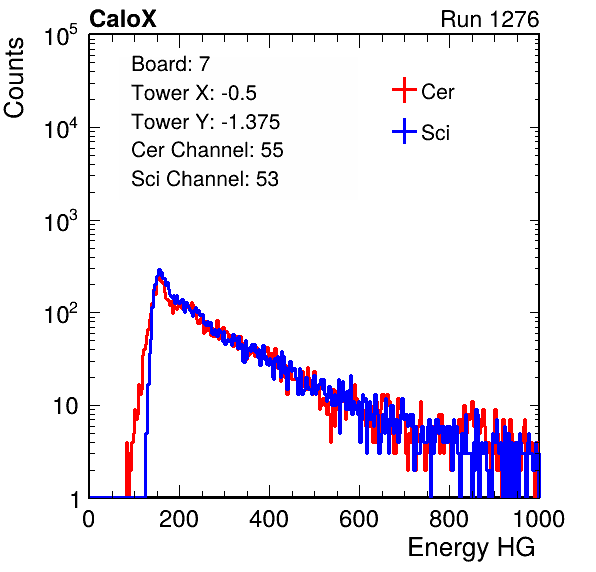 CaloX Run 1276
Counts
10^5
10^4
10^3
10^2
10
1
Board: 7
Tower X: -0.5
Tower Y: -1.375
Cer Channel: 55
Sci Channel: 53
Cer
Sci
0 200 400 600 800 1000
Energy HG